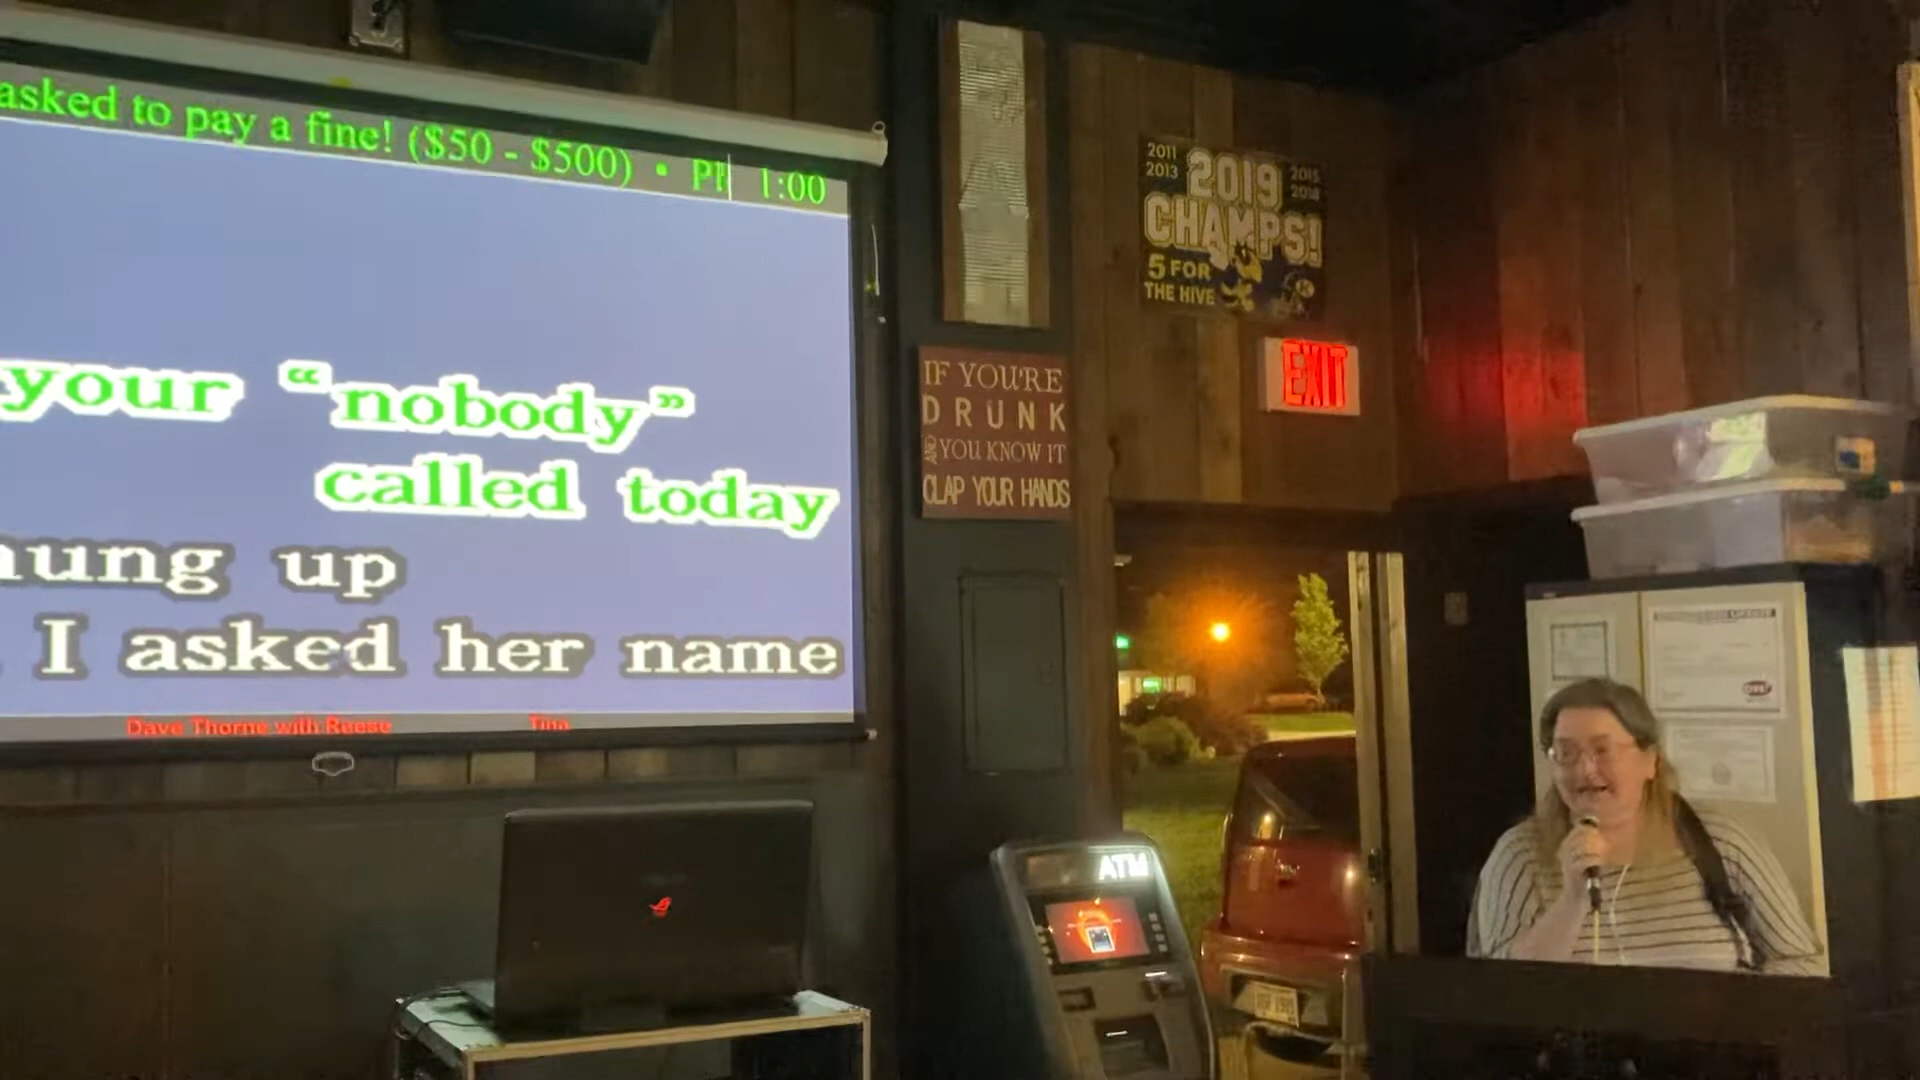 asked to pay a fine! ($50 - $500) • Pl 1:00
your “nobody”
called today
hung up
I asked her name
Dave Thorne with Reese Tina
2011 2013 2019 2015
CHAMPS!
5 FOR
THE HIVE
K
EXIT
IF YOU'RE
DRUNK
AND YOU KNOW IT
CLAP YOUR HANDS
ATM